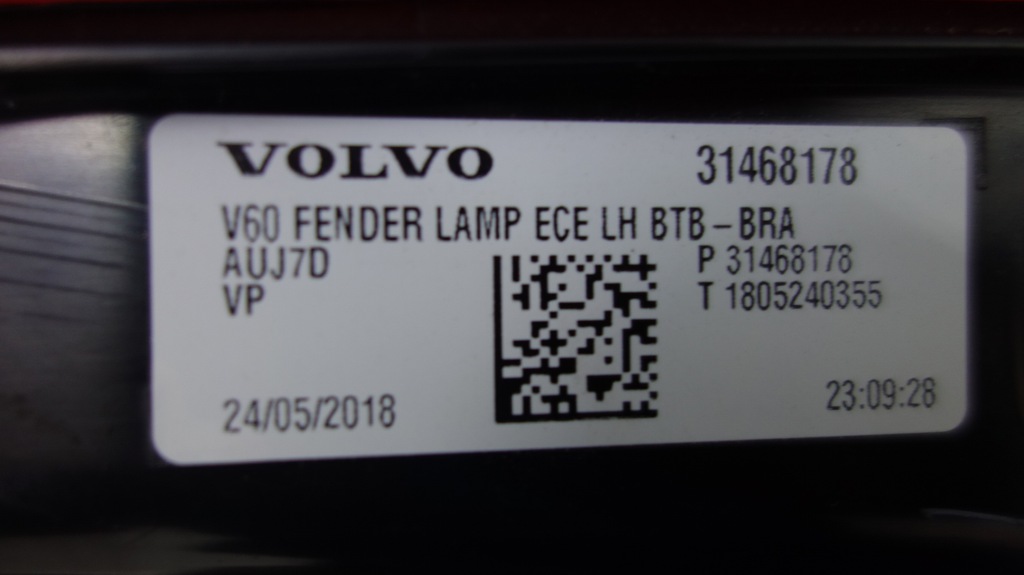 VOLVO 31468178
V60 FENDER LAMP ECE LH BTB-BRA
AUJ7D P 31468178
VP T 1805240355
24/05/2018 23:09:28